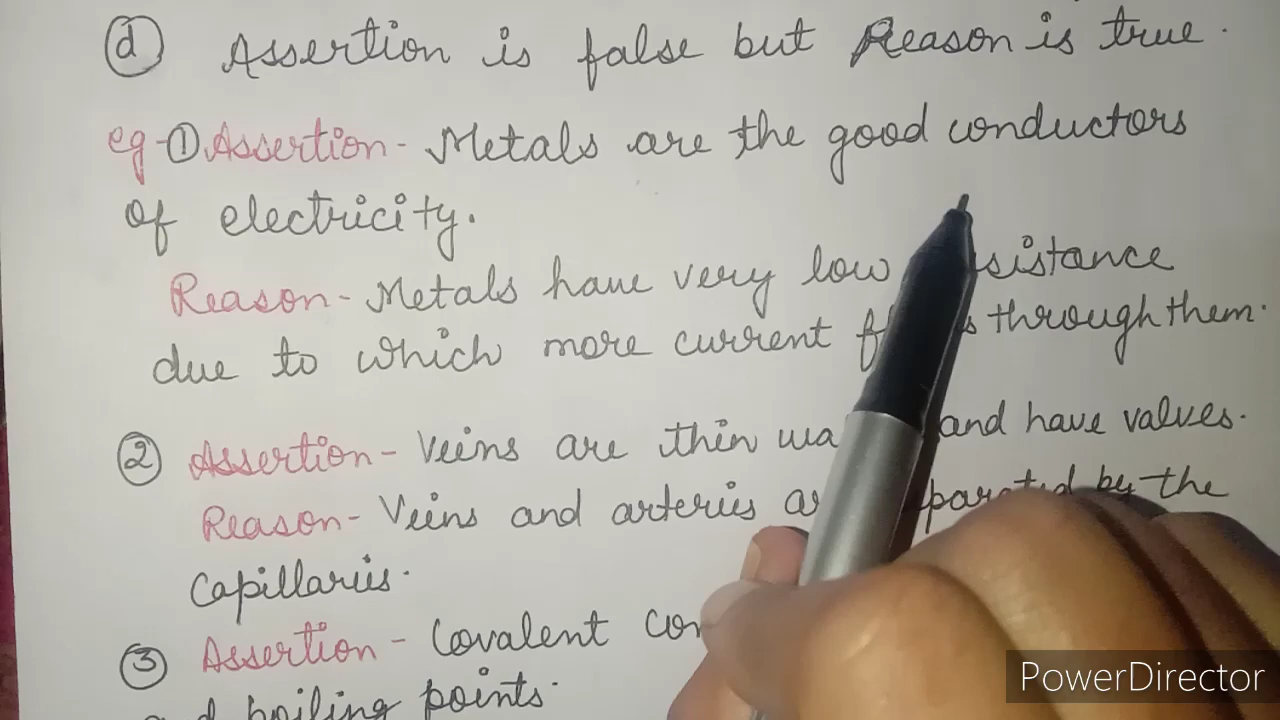 d Assertion is false but Reason is true.
eg-① Assertion - Metals are the good conductors
of electricity.
Reason - Metals have very low
due to which more current through them.
② Assertion - Veins are thin and have valves.
Reason - Veins and arteries by the
Capillaries.
③ Assertion - Covalent
boiling points.
PowerDirector